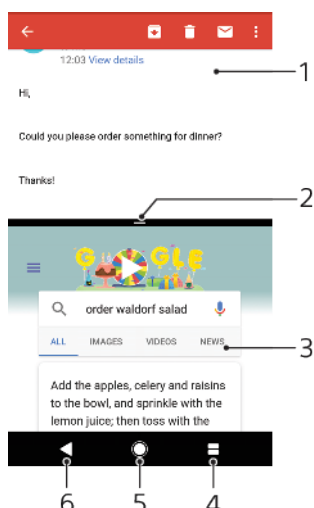 12:03 View details
1
Hi,
Could you please order something for dinner?
Thanks!
2
GOOGLE
order waldorf salad
ALL IMAGES VIDEOS NEWS
3
Add the apples, celery and raisins
to the bowl, and sprinkle with the
lemon juice; then toss with the
6 5 4